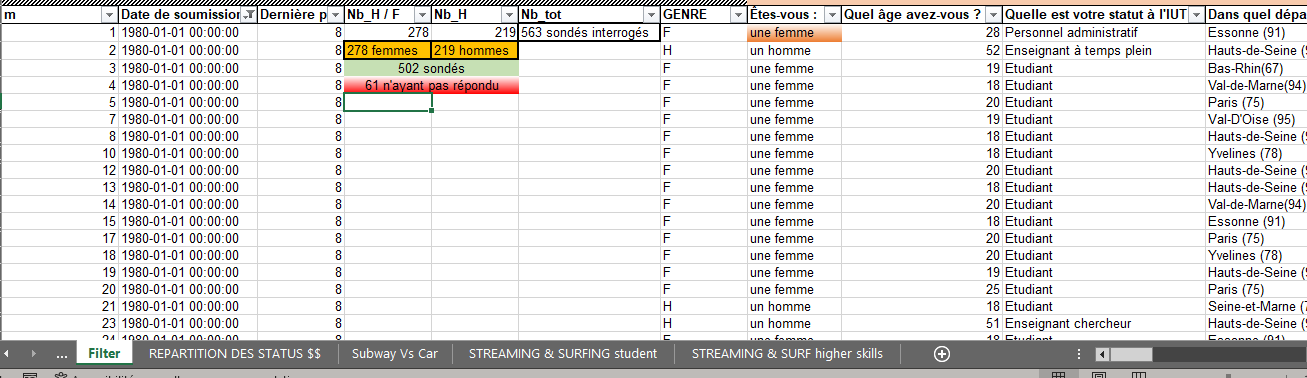 m Date de soumission Dernière p Nb_H / F Nb_H Nb_tot GENRE Êtes-vous : Quel âge avez-vous ? Quelle est votre statut à l'IUT Dans quel dépa
1 1980-01-01 00:00:00 8 278 219 563 sondés interrogés F une femme 28 Personnel administratif Essonne (91)
2 1980-01-01 00:00:00 8 278 femmes 219 hommes H un homme 52 Enseignant à temps plein Hauts-de-Seine (9
3 1980-01-01 00:00:00 8 502 sondés F une femme 19 Etudiant Bas-Rhin(67)
4 1980-01-01 00:00:00 8 61 n'ayant pas répondu F une femme 18 Etudiant Val-de-Marne(94)
5 1980-01-01 00:00:00 8 F une femme 20 Etudiant Paris (75)
7 1980-01-01 00:00:00 8 F une femme 19 Etudiant Val-D'Oise (95)
8 1980-01-01 00:00:00 8 F une femme 18 Etudiant Hauts-de-Seine (9
10 1980-01-01 00:00:00 8 F une femme 18 Etudiant Yvelines (78)
12 1980-01-01 00:00:00 8 F une femme 20 Etudiant Hauts-de-Seine (9
13 1980-01-01 00:00:00 8 F une femme 18 Etudiant Hauts-de-Seine (9
14 1980-01-01 00:00:00 8 F une femme 20 Etudiant Val-de-Marne(94)
15 1980-01-01 00:00:00 8 F une femme 18 Etudiant Essonne (91)
17 1980-01-01 00:00:00 8 F une femme 20 Etudiant Paris (75)
18 1980-01-01 00:00:00 8 F une femme 20 Etudiant Yvelines (78)
19 1980-01-01 00:00:00 8 F une femme 19 Etudiant Hauts-de-Seine (9
20 1980-01-01 00:00:00 8 F une femme 25 Etudiant Paris (75)
21 1980-01-01 00:00:00 8 H un homme 18 Etudiant Seine-et-Marne (7
23 1980-01-01 00:00:00 8 H un homme 51 Enseignant chercheur Hauts-de-Seine (9
... Filter REPARTITION DES STATUS $$ Subway Vs Car STREAMING & SURFING student STREAMING & SURF higher skills